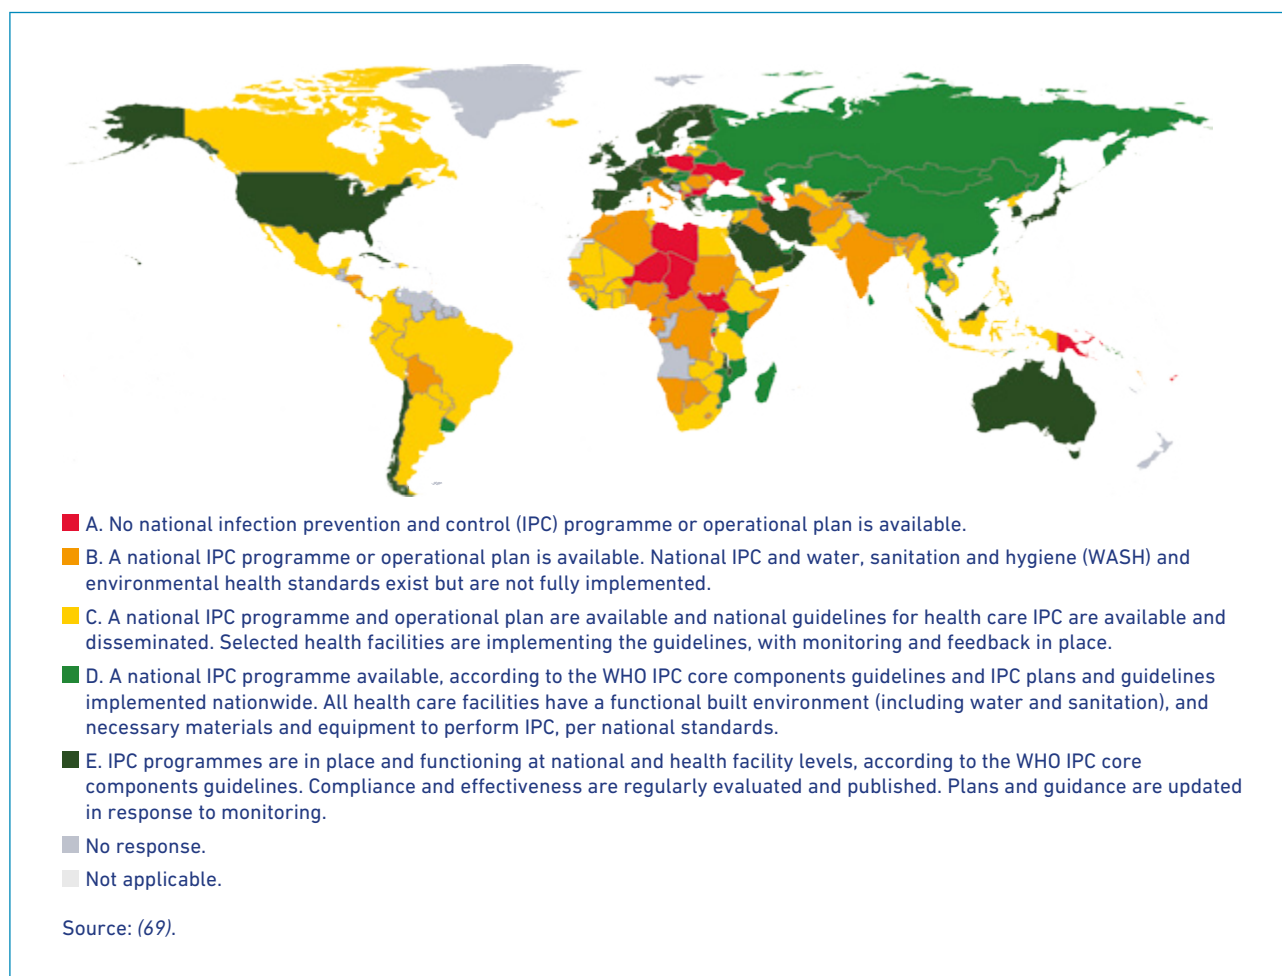 A. No national infection prevention and control (IPC) programme or operational plan is available.
B. A national IPC programme or operational plan is available. National IPC and water, sanitation and hygiene (WASH) and
environmental health standards exist but are not fully implemented.
C. A national IPC programme and operational plan are available and national guidelines for health care IPC are available and
disseminated. Selected health facilities are implementing the guidelines, with monitoring and feedback in place.
D. A national IPC programme available, according to the WHO IPC core components guidelines and IPC plans and guidelines
implemented nationwide. All health care facilities have a functional built environment (including water and sanitation), and
necessary materials and equipment to perform IPC, per national standards.
E. IPC programmes are in place and functioning at national and health facility levels, according to the WHO IPC core
components guidelines. Compliance and effectiveness are regularly evaluated and published. Plans and guidance are updated
in response to monitoring.
No response.
Not applicable.
Source: (69).